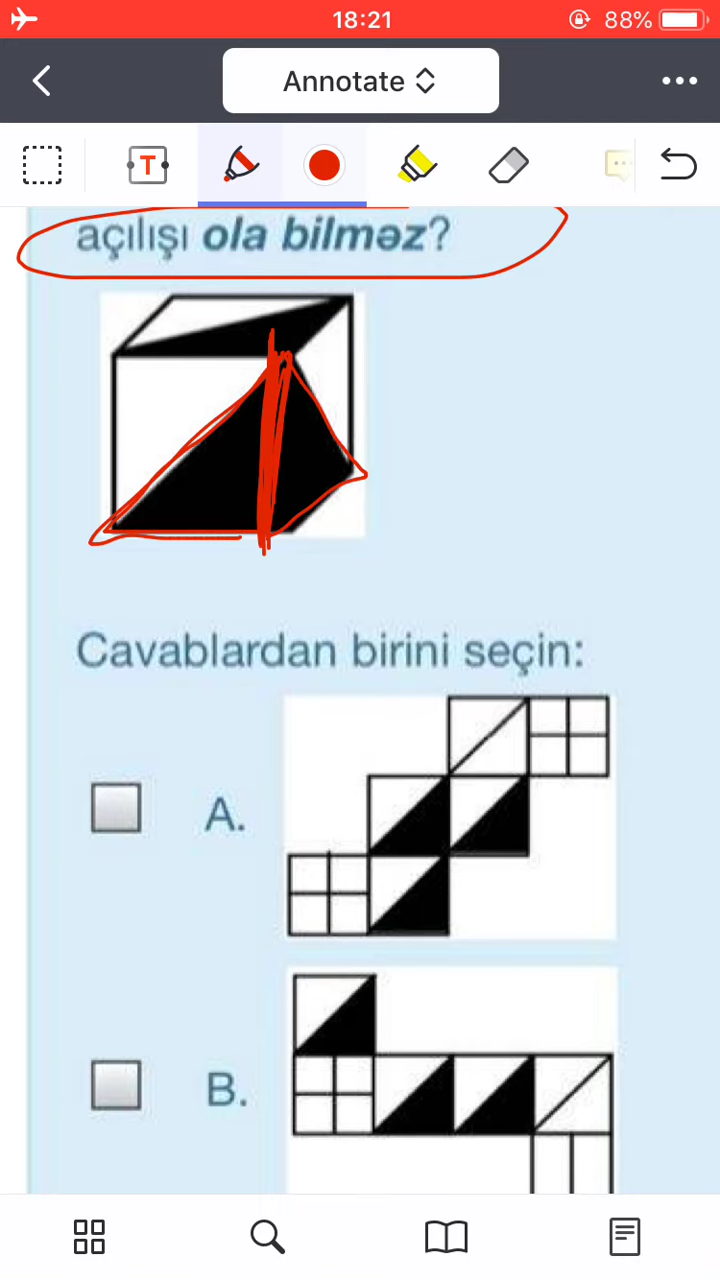 18:21
88%
Annotate
T
açılışı ola bilməz?
Cavablardan birini seçin:
A.
B.